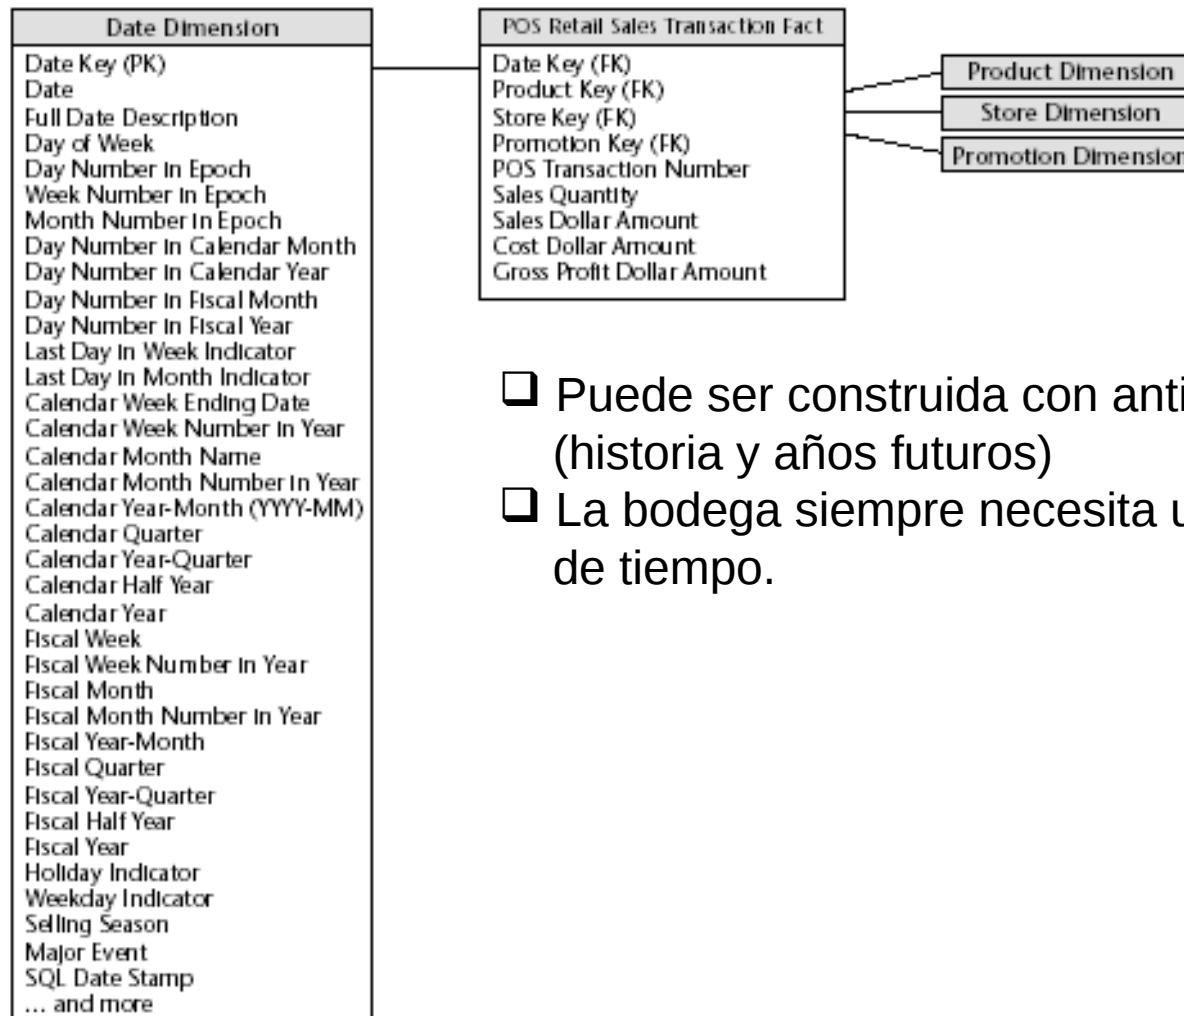 Date Dimension
Date Key (PK)
Date
Full Date Description
Day of Week
Day Number in Epoch
Week Number in Epoch
Month Number in Epoch
Day Number in Calendar Month
Day Number in Calendar Year
Day Number in Fiscal Month
Day Number in Fiscal Year
Last Day in Week Indicator
Last Day in Month Indicator
Calendar Week Ending Date
Calendar Week Number in Year
Calendar Month Name
Calendar Month Number in Year
Calendar Year-Month (YYYY-MM)
Calendar Quarter
Calendar Year-Quarter
Calendar Half Year
Calendar Year
Fiscal Week
Fiscal Week Number in Year
Fiscal Month
Fiscal Month Number in Year
Fiscal Year-Month
Fiscal Quarter
Fiscal Year-Quarter
Fiscal Half Year
Fiscal Year
Holiday Indicator
Weekday Indicator
Selling Season
Major Event
SQL Date Stamp
... and more
POS Retail Sales Transaction Fact
Date Key (FK)
Product Key (FK)
Store Key (FK)
Promotion Key (FK)
POS Transaction Number
Sales Quantity
Sales Dollar Amount
Cost Dollar Amount
Gross Profit Dollar Amount
Product Dimension
Store Dimension
Promotion Dimension
❑ Puede ser construida con anti
(historia y años futuros)
❑ La bodega siempre necesita u
de tiempo.